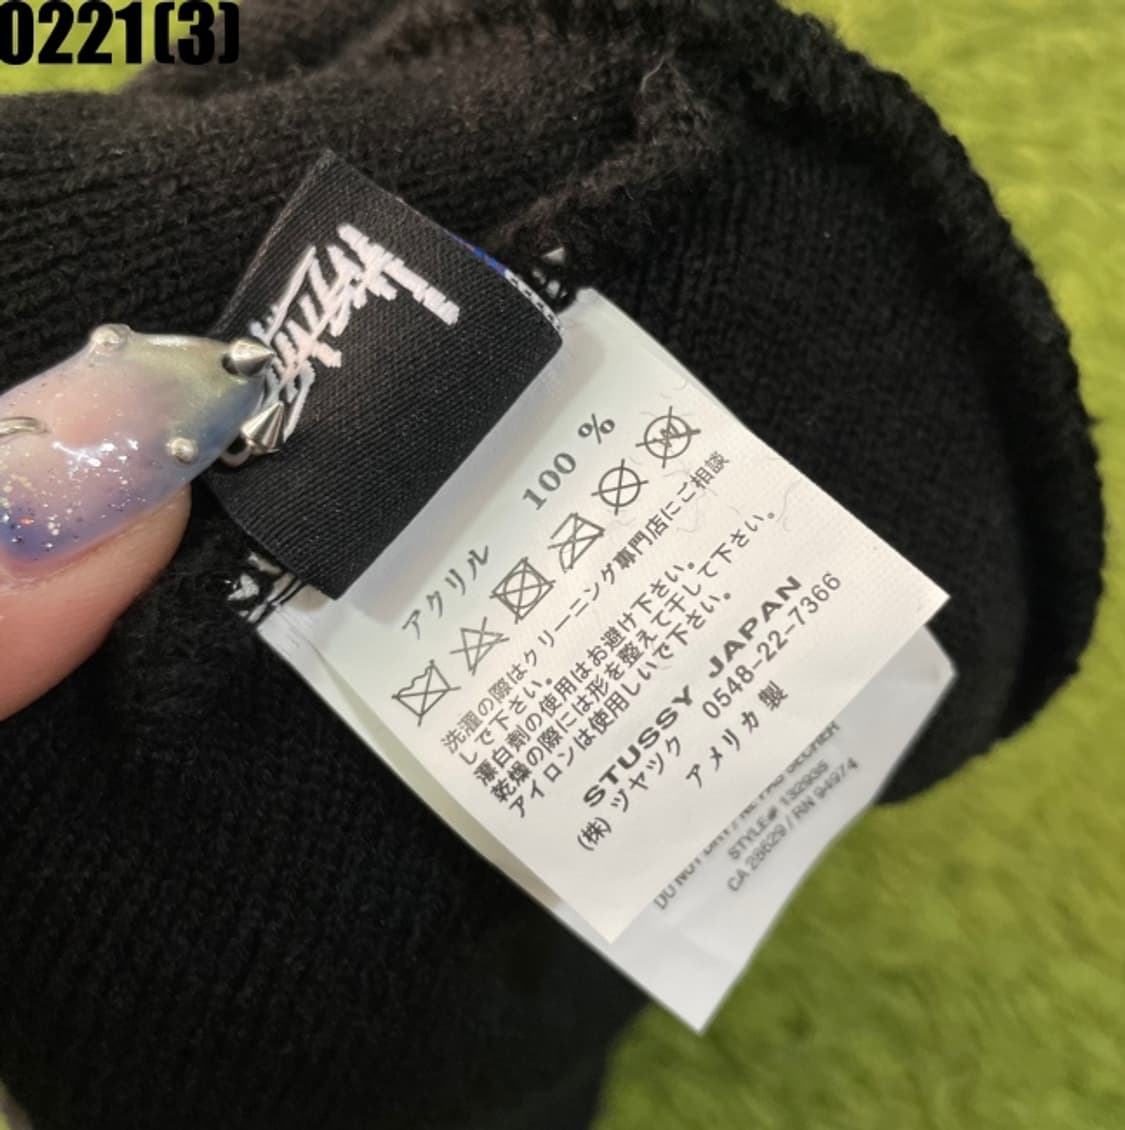 0221(3)
STUSSY
アクリル 100 %
洗濯の際はクリーニング専門店にご相談
して下さい。
漂白剤の使用はお避け下さい。
乾燥の際には形を整えて干して下さい。
アイロンは使用しいで下さい。
STUSSY JAPAN
(株) ツヤツク 0548-22-7366
アメリカ 製
STYLE# 132935
CA 28629 / RN 94974